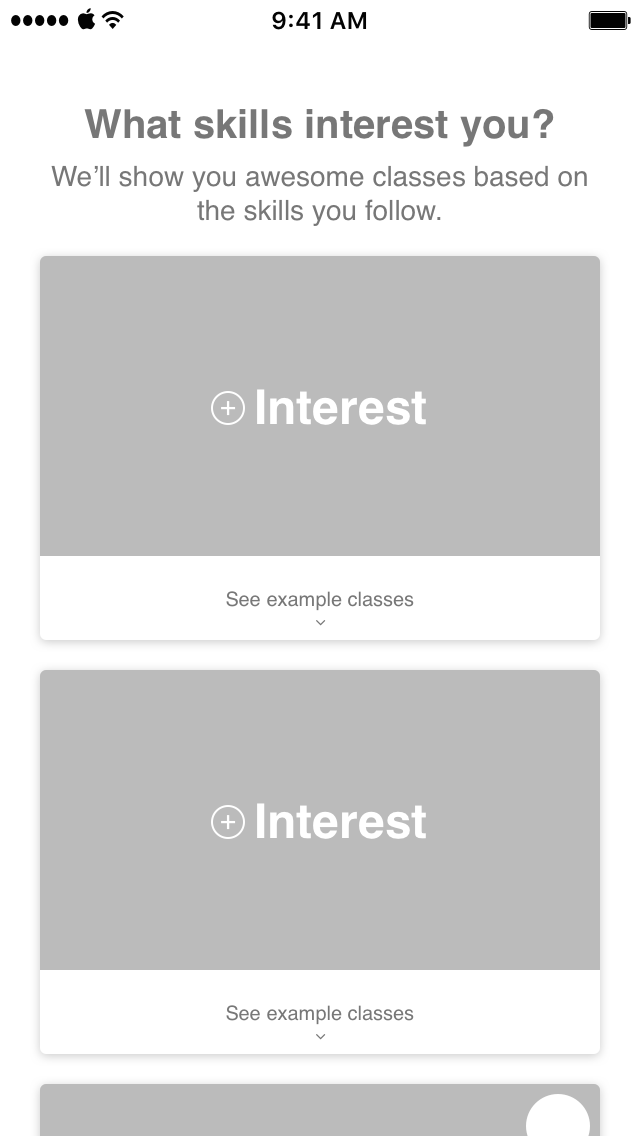 9:41 AM
What skills interest you?
We’ll show you awesome classes based on
the skills you follow.
Interest
See example classes
Interest
See example classes